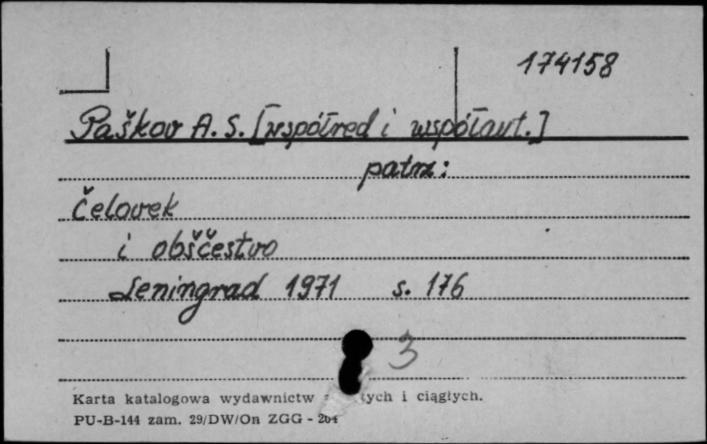 174158
Paškov A. S. [współred i współaut.]
patrz:
Čelovek
i obščestvo
Leningrad 1971 s. 176
3
Karta katalogowa wydawnictw i ciągłych.
PU-B-144 zam. 29/DW/On ZGG - 204